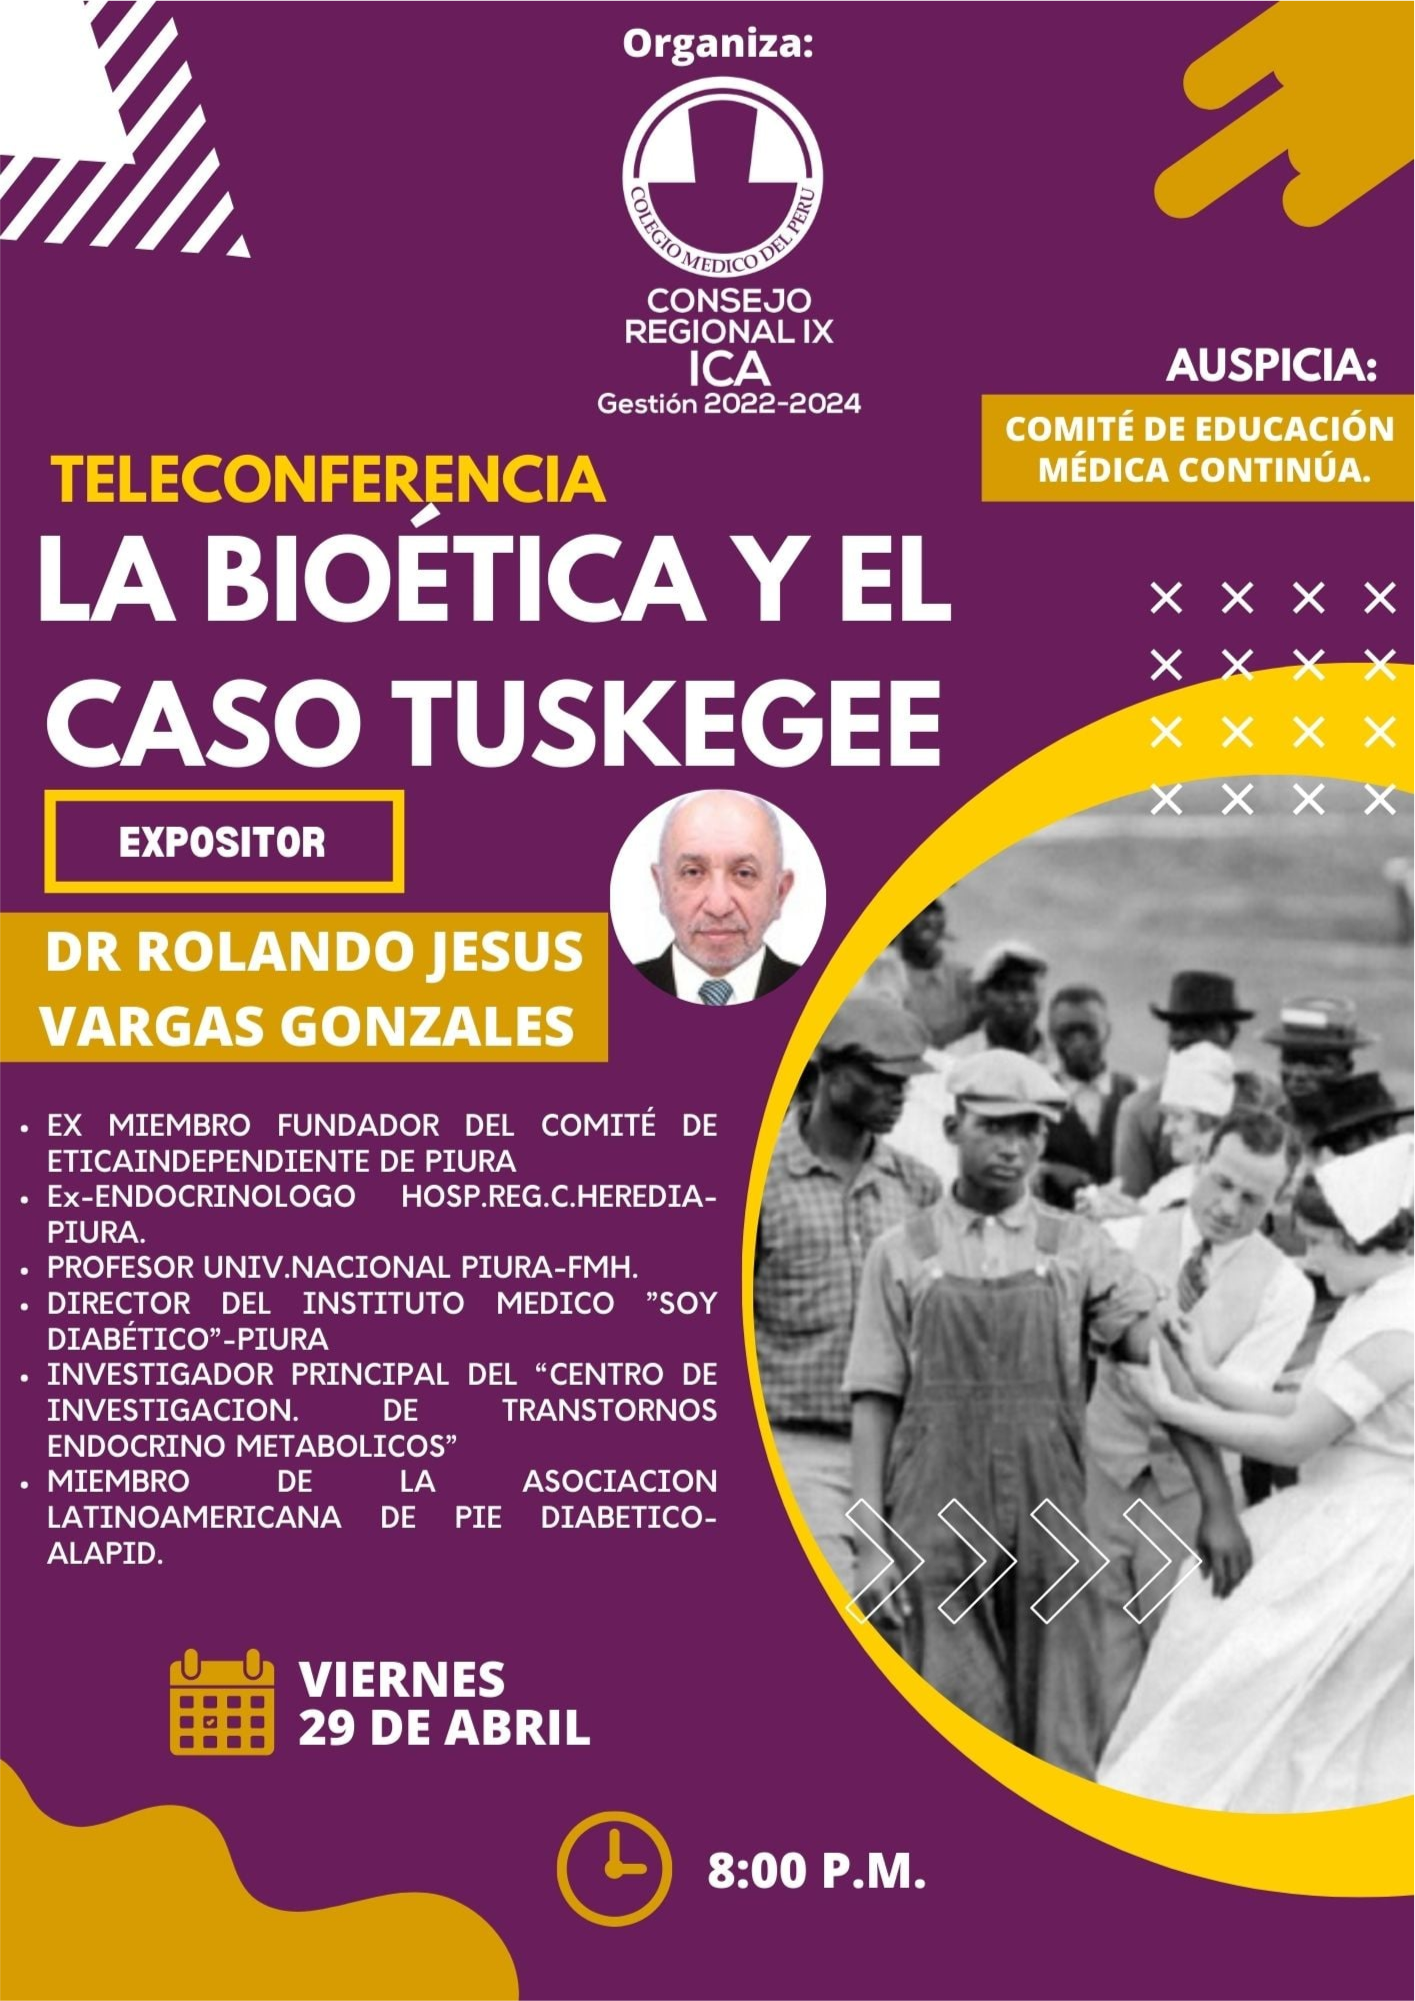 Organiza:
COLEGIO MEDICO DEL PERU
CONSEJO
REGIONAL IX
ICA
Gestión 2022-2024
AUSPICIA:
COMITÉ DE EDUCACIÓN
MÉDICA CONTINÚA.
TELECONFERENCIA
LA BIOÉTICA Y EL
CASO TUSKEGEE
EXPOSITOR
DR ROLANDO JESUS
VARGAS GONZALES
• EX MIEMBRO FUNDADOR DEL COMITÉ DE
ETICAINDEPENDIENTE DE PIURA
• Ex-ENDOCRINOLOGO HOSP.REG.C.HEREDIA-
PIURA.
• PROFESOR UNIV.NACIONAL PIURA-FMH.
• DIRECTOR DEL INSTITUTO MEDICO ”SOY
DIABÉTICO”-PIURA
• INVESTIGADOR PRINCIPAL DEL “CENTRO DE
INVESTIGACION. DE TRANSTORNOS
ENDOCRINO METABOLICOS”
• MIEMBRO DE LA ASOCIACION
LATINOAMERICANA DE PIE DIABETICO-
ALAPID.
VIERNES
29 DE ABRIL
8:00 P.M.